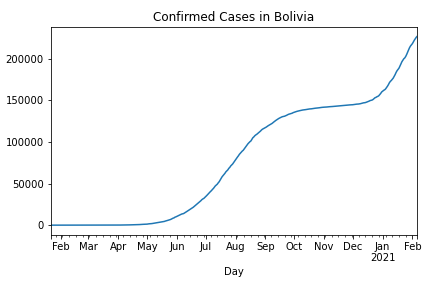 Confirmed Cases in Bolivia
200000
150000
100000
50000
0
Feb Mar Apr May Jun Jul Aug Sep Oct Nov Dec Jan Feb
2021
Day